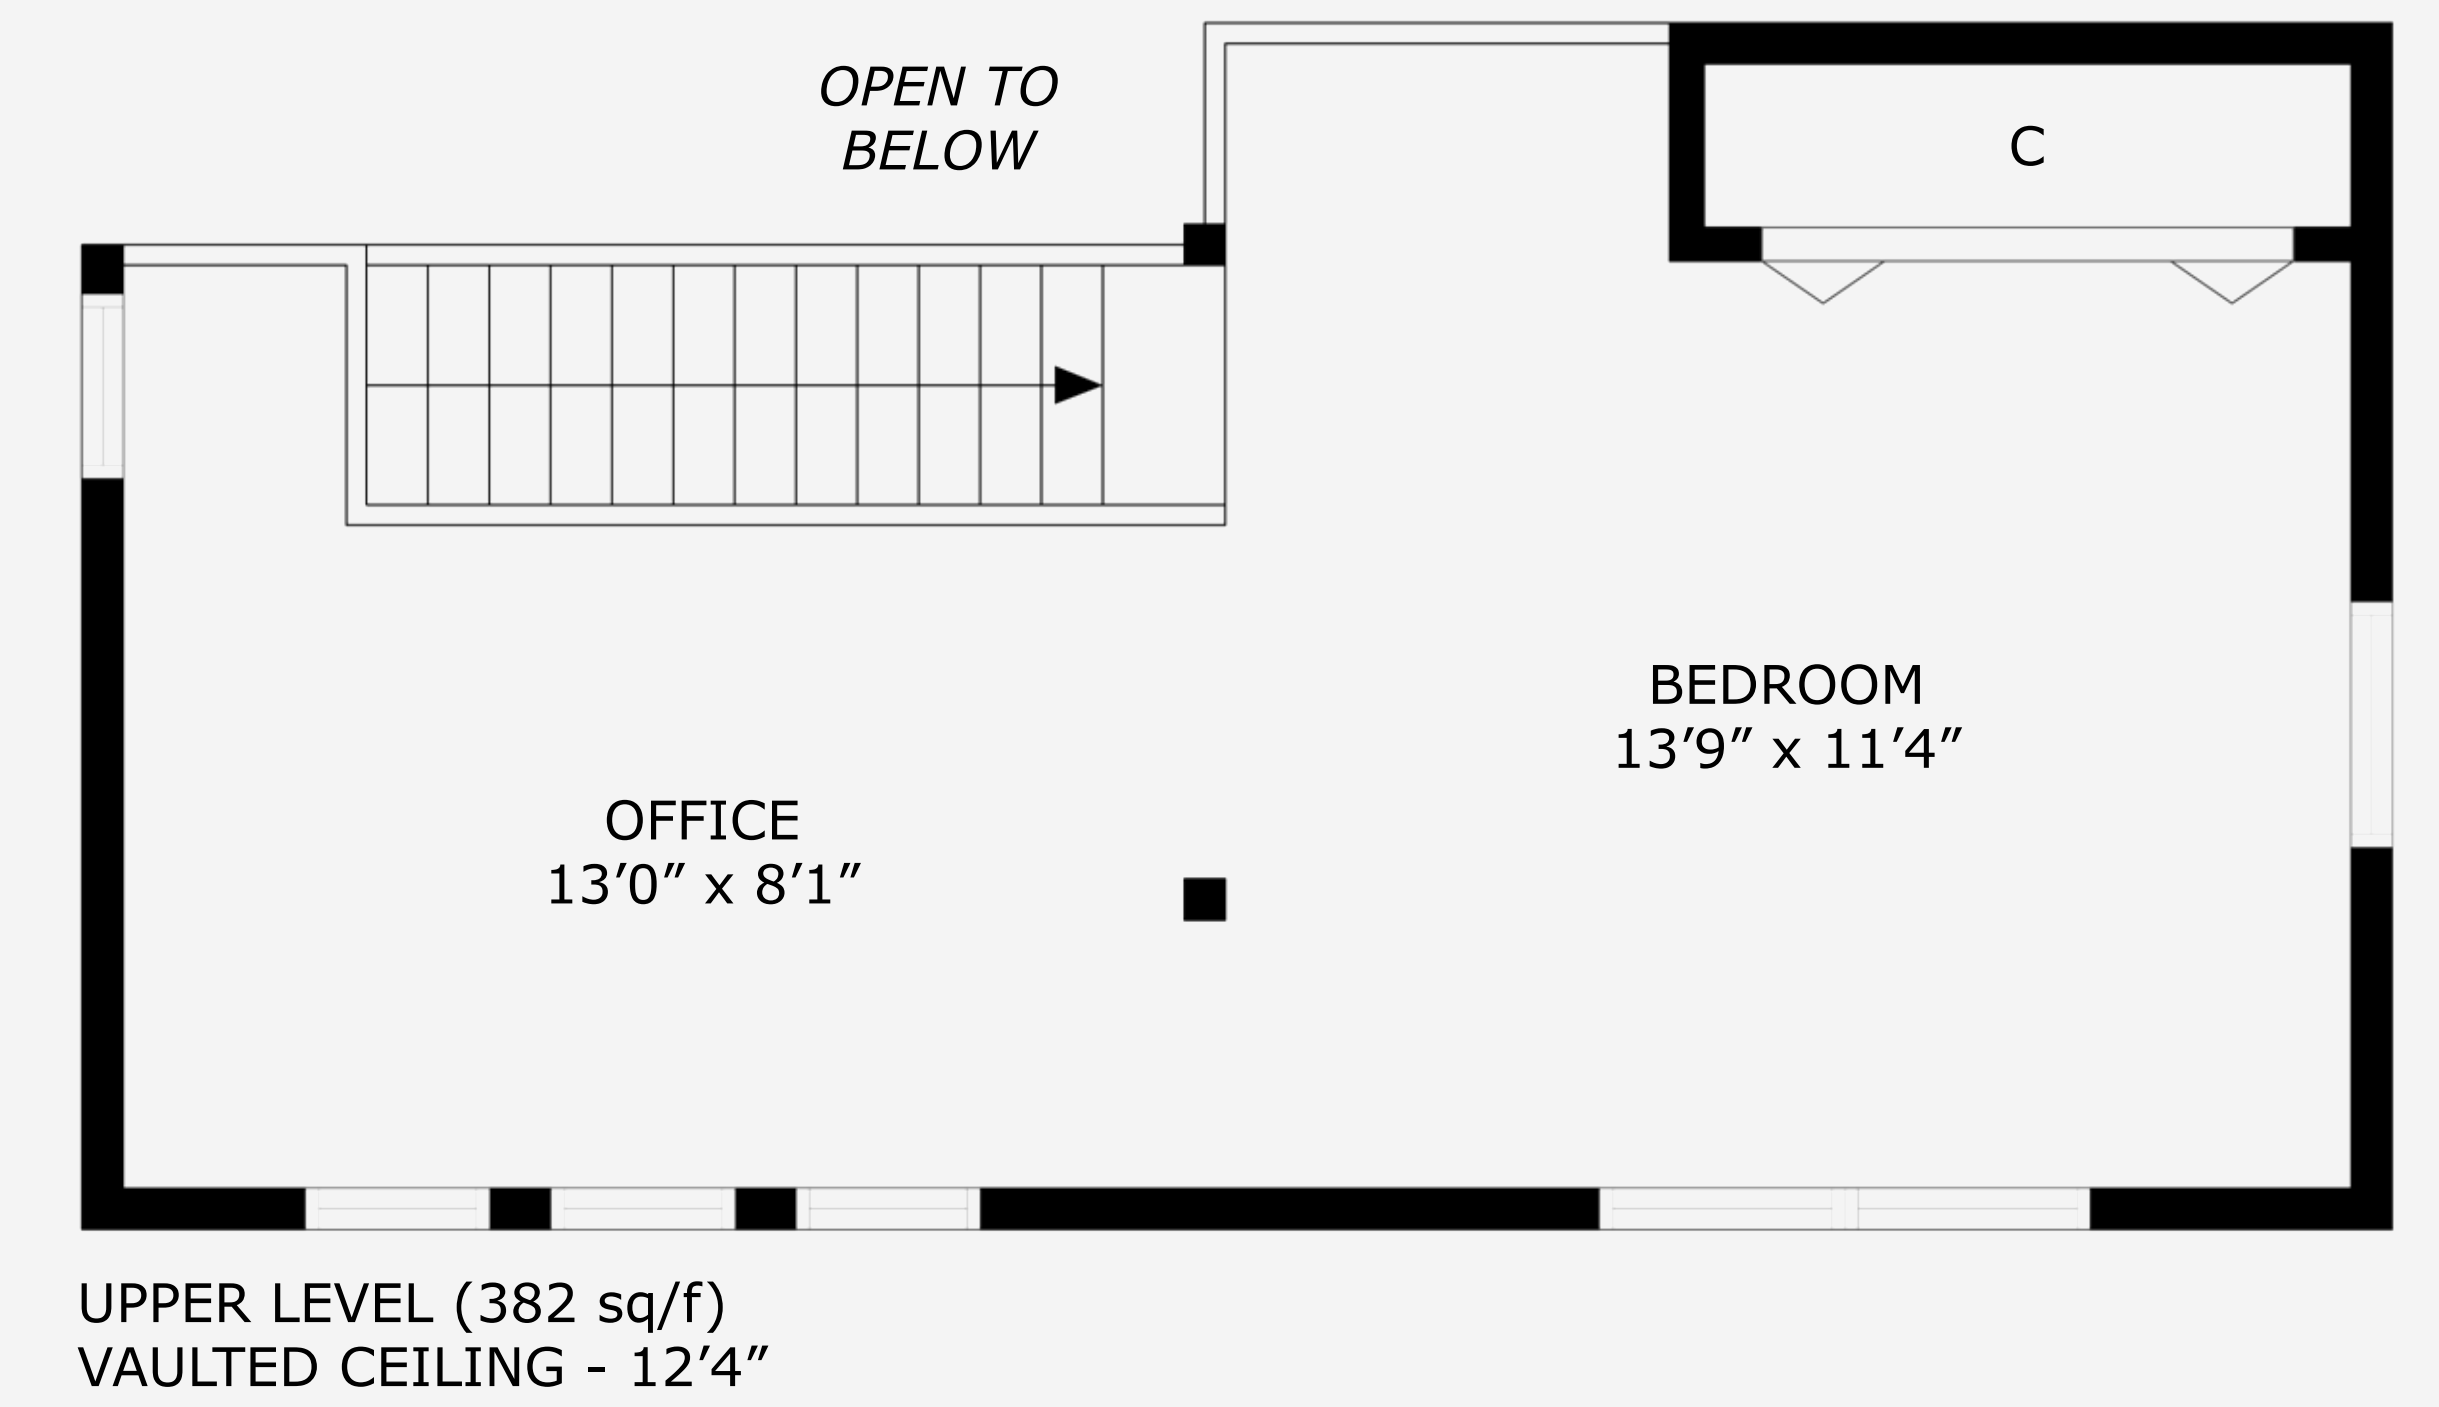 OPEN TO
BELOW
C
BEDROOM
13’9” x 11’4”
OFFICE
13’0” x 8’1”
UPPER LEVEL (382 sq/f)
VAULTED CEILING - 12’4”